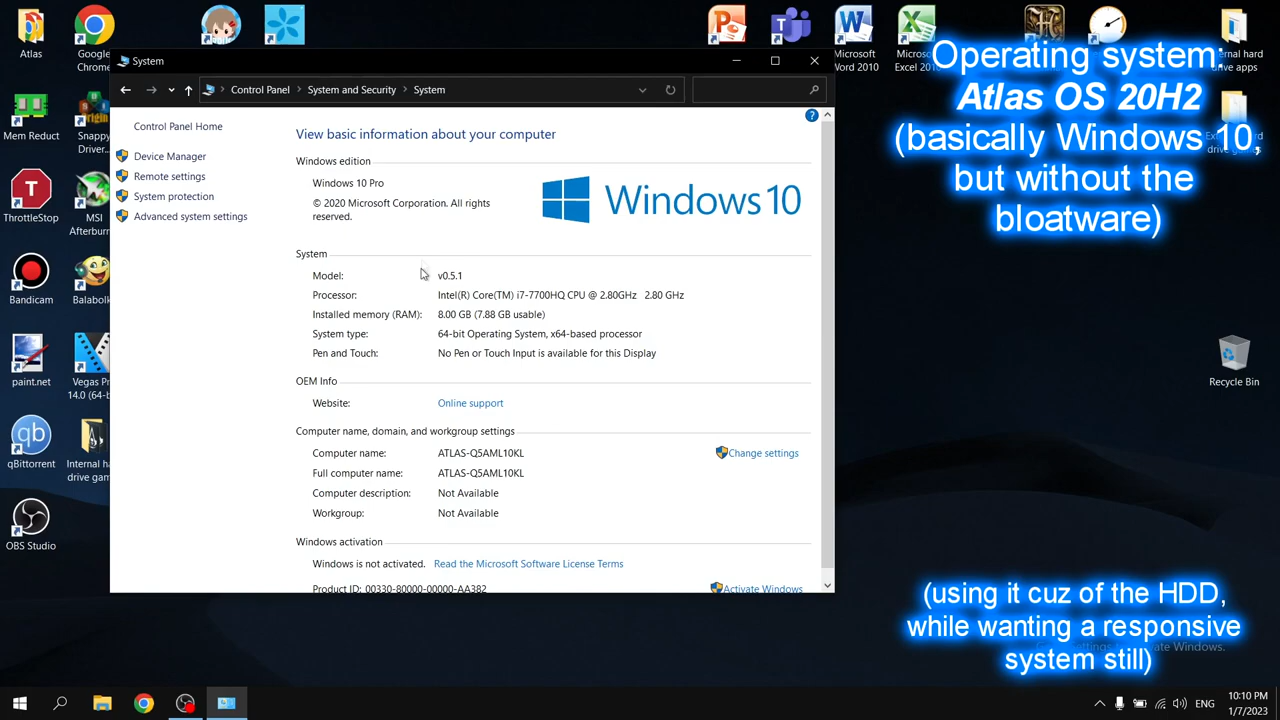 Atlas
Google
Chrome
Mem Reduct
Snappy
Driver...
ThrottleStop
MSI
Afterburn
Bandicam
Balabolk
paint.net
Vegas Pr
14.0 (64-b
qBittorrent
Internal h
drive gam
OBS Studio
System
Control Panel > System and Security > System
Control Panel Home
Device Manager
Remote settings
System protection
Advanced system settings
View basic information about your computer
Windows edition
Windows 10 Pro
© 2020 Microsoft Corporation. All rights
reserved.
Windows 10
System
Model: v0.5.1
Processor: Intel(R) Core(TM) i7-7700HQ CPU @ 2.80GHz 2.80 GHz
Installed memory (RAM): 8.00 GB (7.88 GB usable)
System type: 64-bit Operating System, x64-based processor
Pen and Touch: No Pen or Touch Input is available for this Display
OEM Info
Website: Online support
Computer name, domain, and workgroup settings
Computer name: ATLAS-Q5AML10KL
Change settings
Full computer name: ATLAS-Q5AML10KL
Computer description: Not Available
Workgroup: Not Available
Windows activation
Windows is not activated. Read the Microsoft Software License Terms
Product ID: 00330-80000-00000-AA382
Activate Windows
Microsoft
Word 2010
Microso
Excel 201
Operating system:
Atlas OS 20H2
(basically Windows 10,
but without the
bloatware)
drive apps
Recycle Bin
(using it cuz of the HDD,
while wanting a responsive
system still)
Windows.
ENG
10:10 PM
1/7/2023